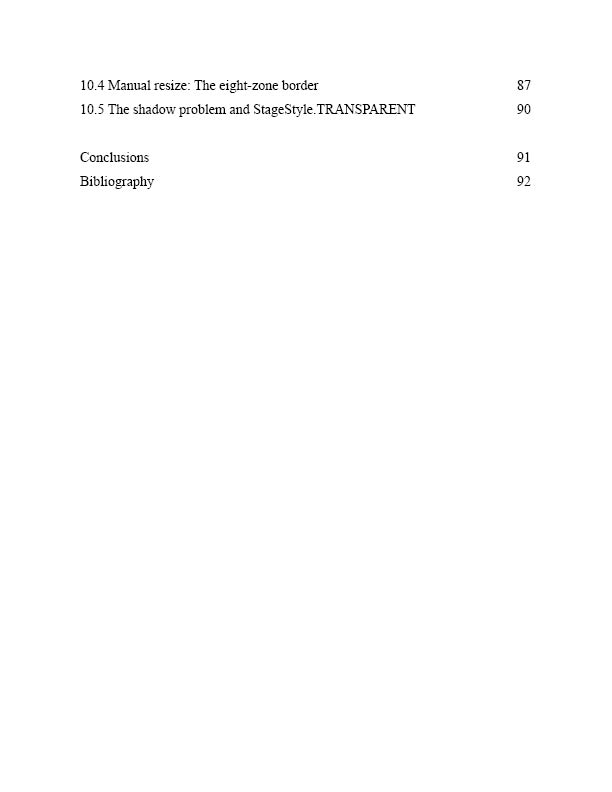 10.4 Manual resize: The eight-zone border 87
10.5 The shadow problem and StageStyle.TRANSPARENT 90
Conclusions 91
Bibliography 92